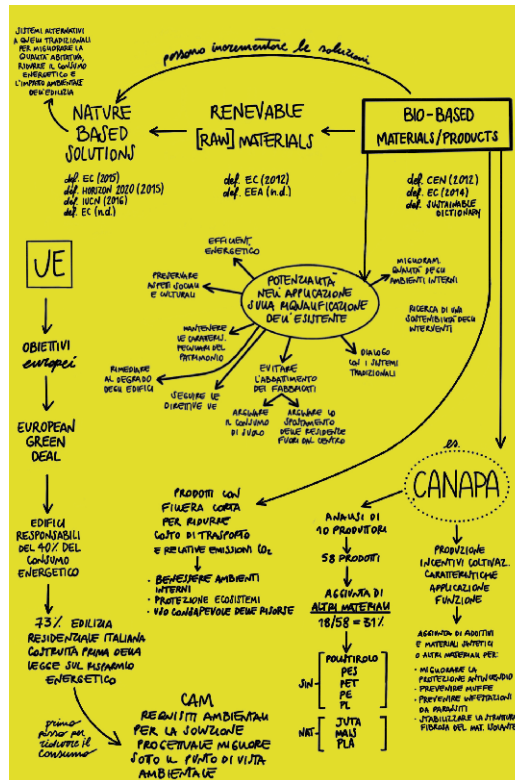 SISTEMI ALTERNATIVI
A QUELLI TRADIZIONALI
PER MIGLIORARE LA
QUALITÀ ABITATIVA,
RIDURRE IL CONSUMO
ENERGETICO E
L'IMPATTO AMBIENTALE
DELL'EDILIZIA
possono incrementare le soluzioni
NATURE
BASED
SOLUTIONS
def. EC (2015)
def. HORIZON 2020 (2015)
def. IUCN (2016)
def. EC (n.d.)
RENEVABLE
[RAW] MATERIALS
def. EC (2012)
def. EEA (n.d.)
BIO-BASED
MATERIALS/PRODUCTS
def. CEN (2012)
def. EC (2014)
def. SUSTAINABLE
DICTIONARY
UE
OBIETTIVI
europei
EUROPEAN
GREEN
DEAL
EDIFICI
RESPONSABILI
DEL 40% DEL
CONSUMO
ENERGETICO
73% EDILIZIA
RESIDENZIALE ITALIANA
COSTRUITA PRIMA DELLA
LEGGE SUL RISPARMIO
ENERGETICO
primo
passo per
ridurre il
consumo
CAM
REQUISITI AMBIENTALI
PER LA SOLUZIONE
PROGETTUALE MIGLIORE
SOTTO IL PUNTO DI VISTA
AMBIENTALE
POTENZIALITÀ
NELL'APPLICAZIONE
SULLA RIQUALIFICAZIONE
DELL'ESISTENTE
EFFICIENT.
ENERGETICO
PRESERVARE
ASPETTI SOCIALI
E CULTURALI
MANTENERE
LE CARATTERIS.
PECULIARI DEL
PATRIMONIO
RIMEDIARE
AL DEGRADO
DEGLI EDIFICI
SEGUIRE LE
DIRETTIVE UE
EVITARE
L'ABBATTIMENTO
DEI FABBRICATI
ARGINARE
IL CONSUMO
DI SUOLO
ARGINARE LO
SPOSTAMENTO
DELLE RESIDENZE
FUORI DAL CENTRO
DIALOGO
CON I SISTEMI
TRADIZIONALI
MIGLIORAM.
QUALITÀ DEGLI
AMBIENTI INTERNI
RICERCA DI UNA
SOSTENIBILITÀ DEGLI
INTERVENTI
PRODOTTI CON
FILIERA CORTA
PER RIDURRE
COSTO DI TRASPORTO
E RELATIVE EMISSIONI CO2
• BENESSERE AMBIENTI
INTERNI
• PROTEZIONE ECOSISTEMI
• USO CONSAPEVOLE DELLE RISORSE
es.
CANAPA
ANALISI DI
10 PRODUTTORI
58 PRODOTTI
AGGIUNTA DI
ALTRI MATERIALI
18/58 = 31%
SIN
POLISTIROLO
PES
PET
PE
PL
NAT
JUTA
MAIS
PLA
PRODUZIONE
INCENTIVI COLTIVAZ.
CARATTERISTICHE
APPLICAZIONE
FUNZIONE
AGGIUNTA DI ADDITIVI
E MATERIALI SINTETICI
O ALTRI MATERIALI PER:
• MIGLIORARE LA
PROTEZIONE ANTINCENDIO
• PREVENIRE MUFFE
• PREVENIRE INFESTAZIONI
DA PARASSITI
• STABILIZZARE LA STRUTTURA
FIBROSA DEL MAT. ISOLANTE